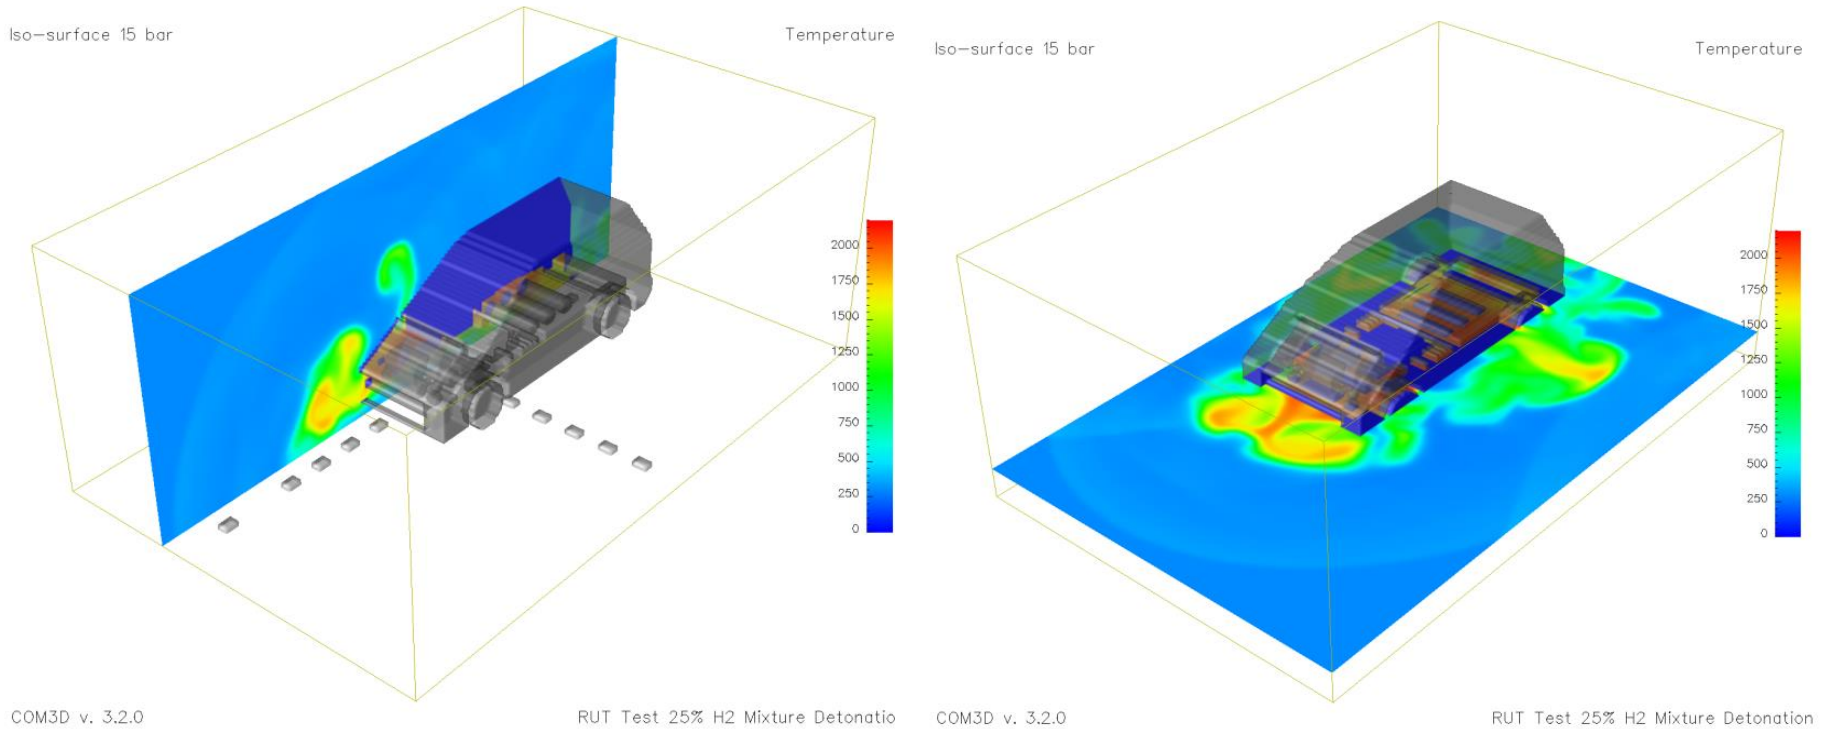 Iso-surface 15 bar
Temperature
2000
1750
1500
1250
1000
750
500
250
0
COM3D v. 3.2.0
RUT Test 25% H2 Mixture Detonatio
Iso-surface 15 bar
Temperature
2000
1750
1500
1250
1000
750
500
250
0
COM3D v. 3.2.0
RUT Test 25% H2 Mixture Detonation